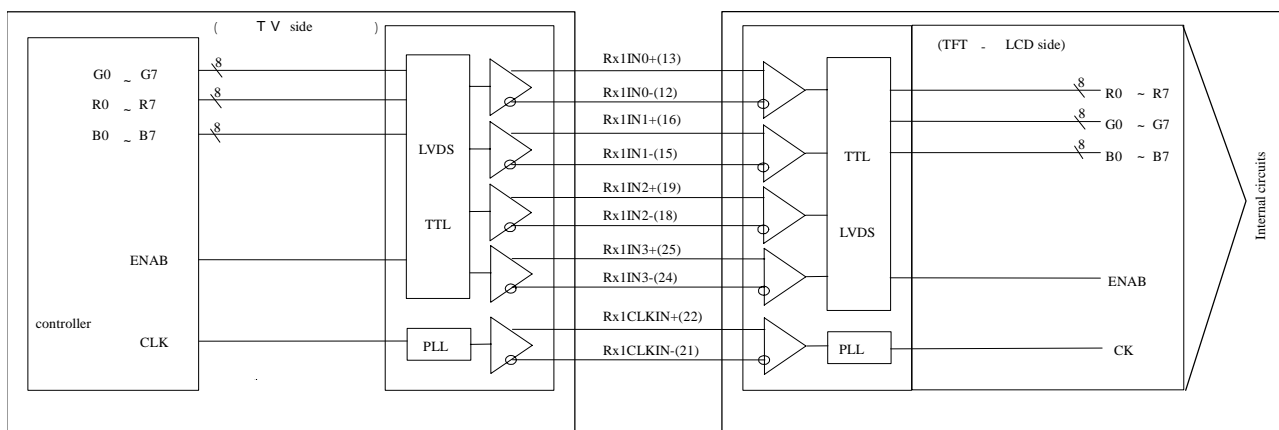 ( TV side )
G0 ~ G7
8
R0 ~ R7
8
B0 ~ B7
8
ENAB
controller
CLK
LVDS
TTL
PLL
Rx1IN0+(13)
Rx1IN0-(12)
Rx1IN1+(16)
Rx1IN1-(15)
Rx1IN2+(19)
Rx1IN2-(18)
Rx1IN3+(25)
Rx1IN3-(24)
Rx1CLKIN+(22)
Rx1CLKIN-(21)
TTL
LVDS
PLL
(TFT - LCD side)
8
R0 ~ R7
8
G0 ~ G7
8
B0 ~ B7
ENAB
CK
Internal circuits